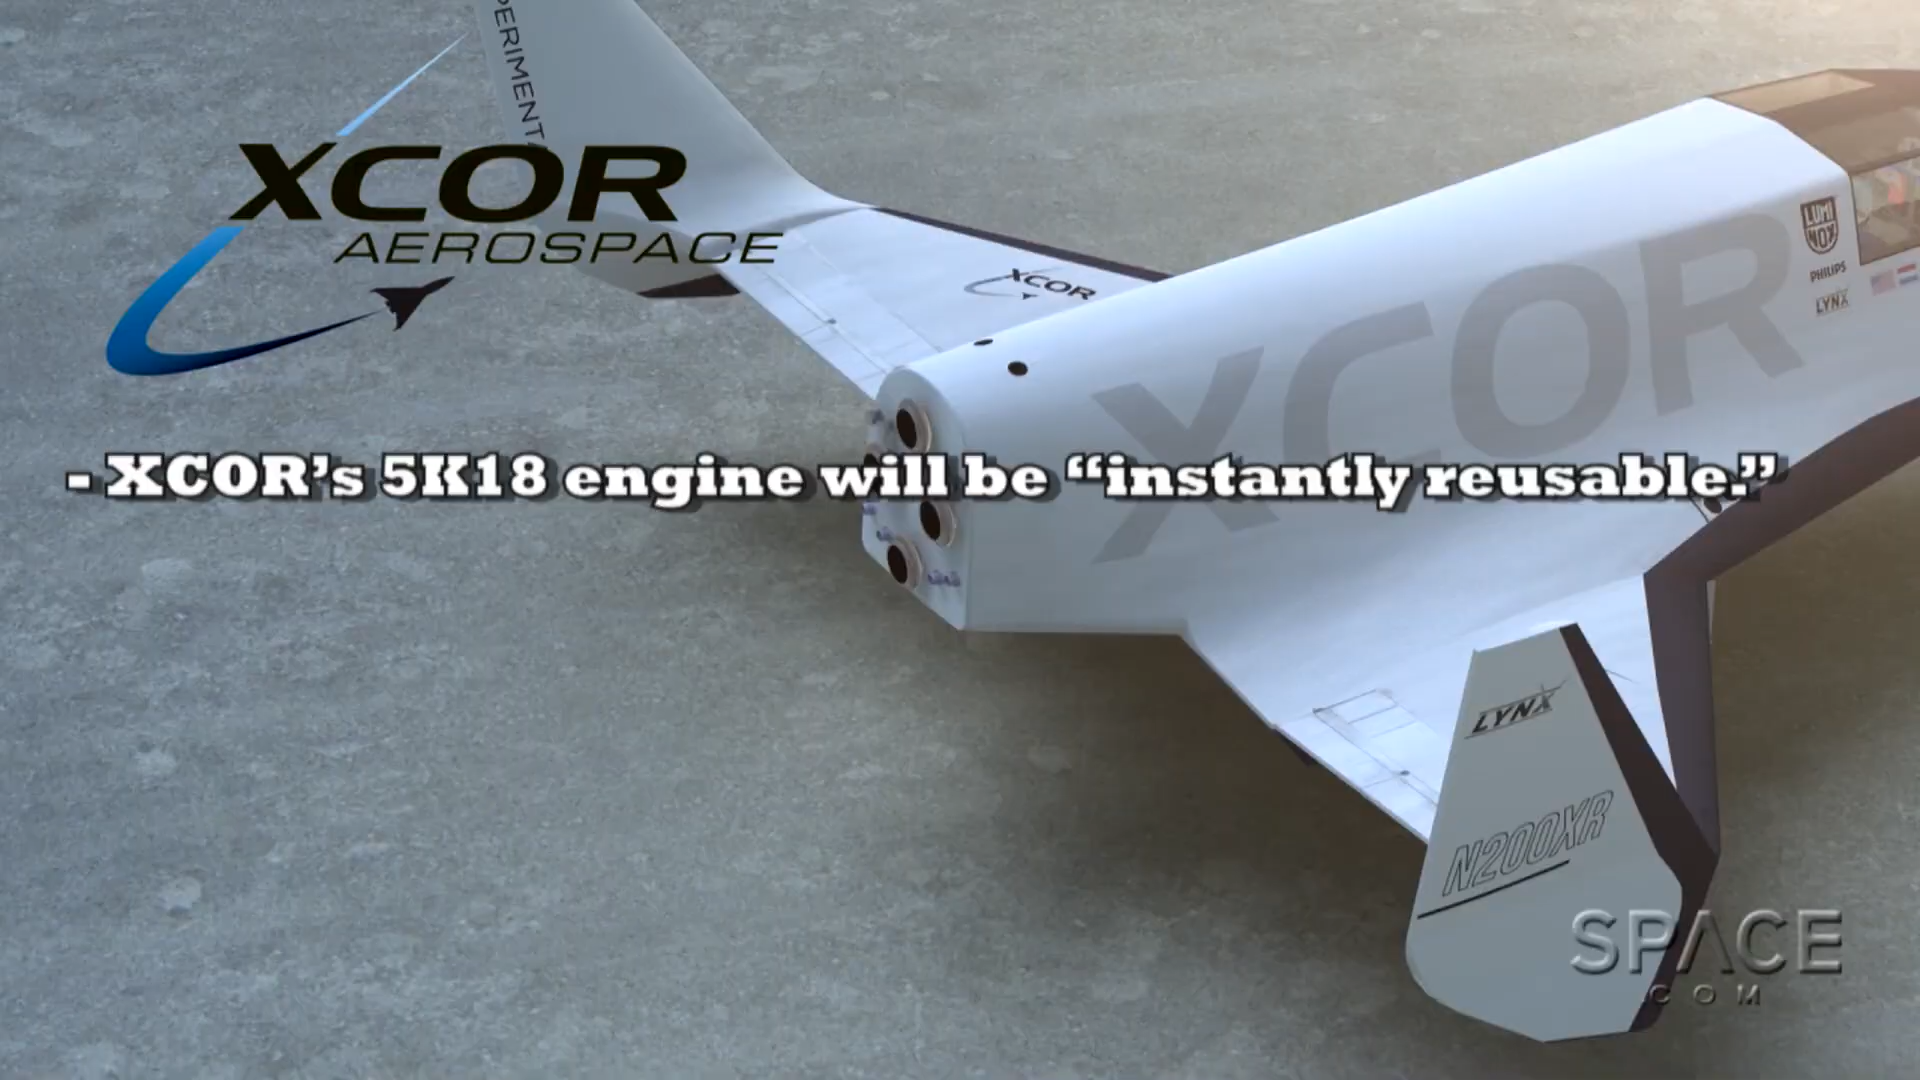 PERIMENTA
XCOR
AEROSPACE
XCOR
XCOR
LUMI
NOX
PHILIPS
LYNX
- XCOR’s 5K18 engine will be “instantly reusable.”
LYNX
N200XR
SPACE
.COM